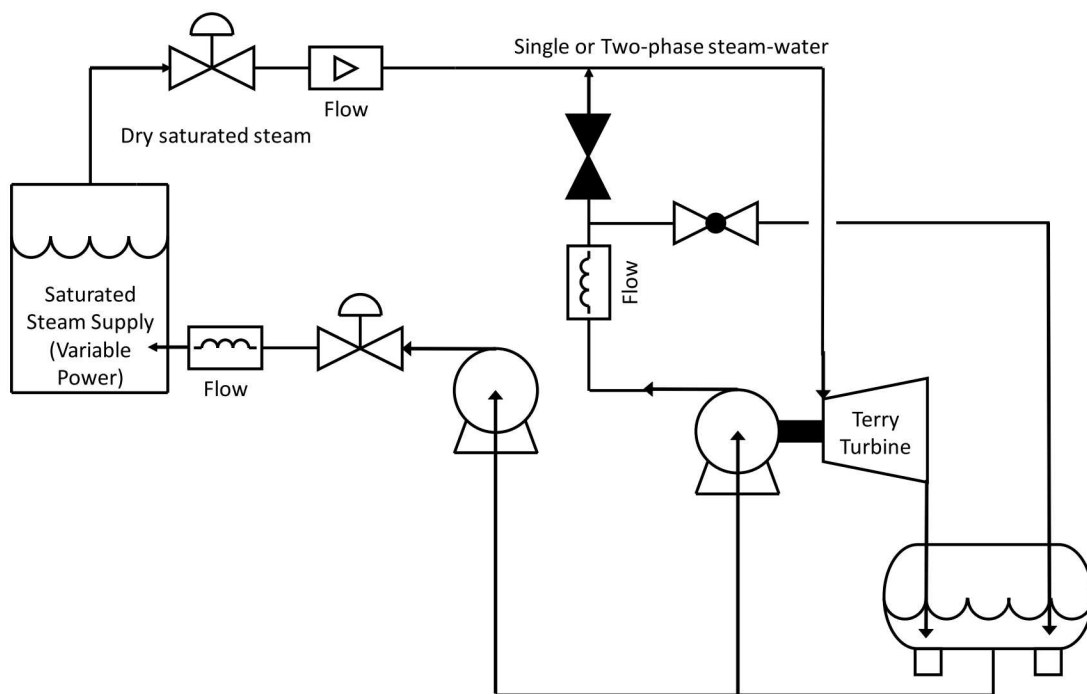 Single or Two-phase steam-water
Flow
Dry saturated steam
Flow
Saturated
Steam Supply
(Variable
Power)
Flow
Terry
Turbine